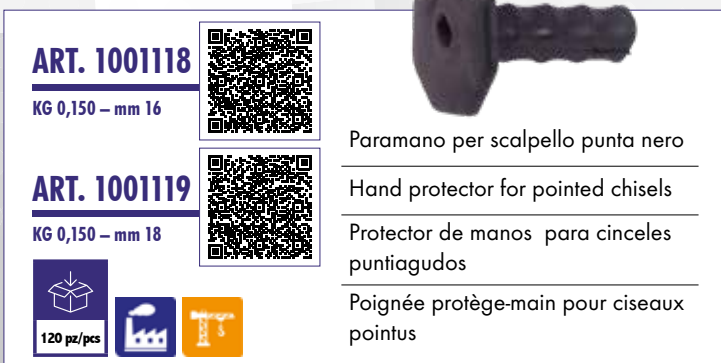 ART. 1001118
KG 0,150 – mm 16
ART. 1001119
KG 0,150 – mm 18
120 pz/pcs
Paramano per scalpello punta nero
Hand protector for pointed chisels
Protector de manos para cinceles
puntiagudos
Poignée protège-main pour ciseaux
pointus